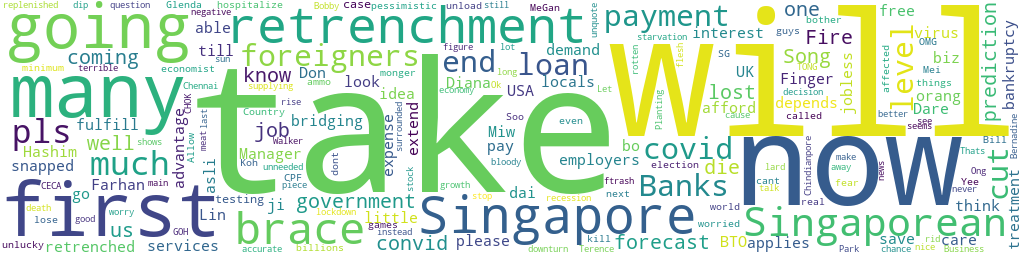 replenished dip question Glenda hospitalize
going
retrenchment
payment
will
Bobby case pessimistic unload still
negative
MeGan
unquote
one
free
coming
able
foreigners
demand
interest
guys
bother
Fire
level
virus
OMG
prediction
bankruptcy
minimum
terrible
economist
till
sun
monger
figure
lot
starvation
end
loan
SG
Song
jobless
biz
things
Mei
many
know
Don
look
Diana
USA
locals
UK
Finger
orang
Chennai
ammo
long
economy
Ok
lost
afford
depends
Dare
take
pls
fulfill
supplying
idea
rotten
flesh
TONG
decision
affected
bridging
rise
expense
extend
Miw
pay
Let
Planting
cause
called
better
now
CHOK
advantage
job
Country
Soo
even
covid
see
seems
Bill
cut
well
shows
Hashim
Allow
last
meat
Manager
Walker
surrounded
bloody
employers
bo
election
Thats
Bernadine
much
snapped
asli
Koh
unneeded
dont
CPF
die
Chindianpore
make
away
news
Ong
Farhan
CECA
main
piece
stock
growth
ftrash
Banks
lard
cant
talk
fear
real
Yee
never
first
go
death
lose
good
us
worry
GOH
Lin
testing
ji
lockdown
games
dai
stop
next
recession
world
BTO
think
treatment
Singapore
Singaporean
government
little
brace
convid
please
forecast
worried
applies
save
care
unlucky
retrenched
services
accurate
billions
instead
downturn
Terence
kill
Park
chance
nice
rid
Business